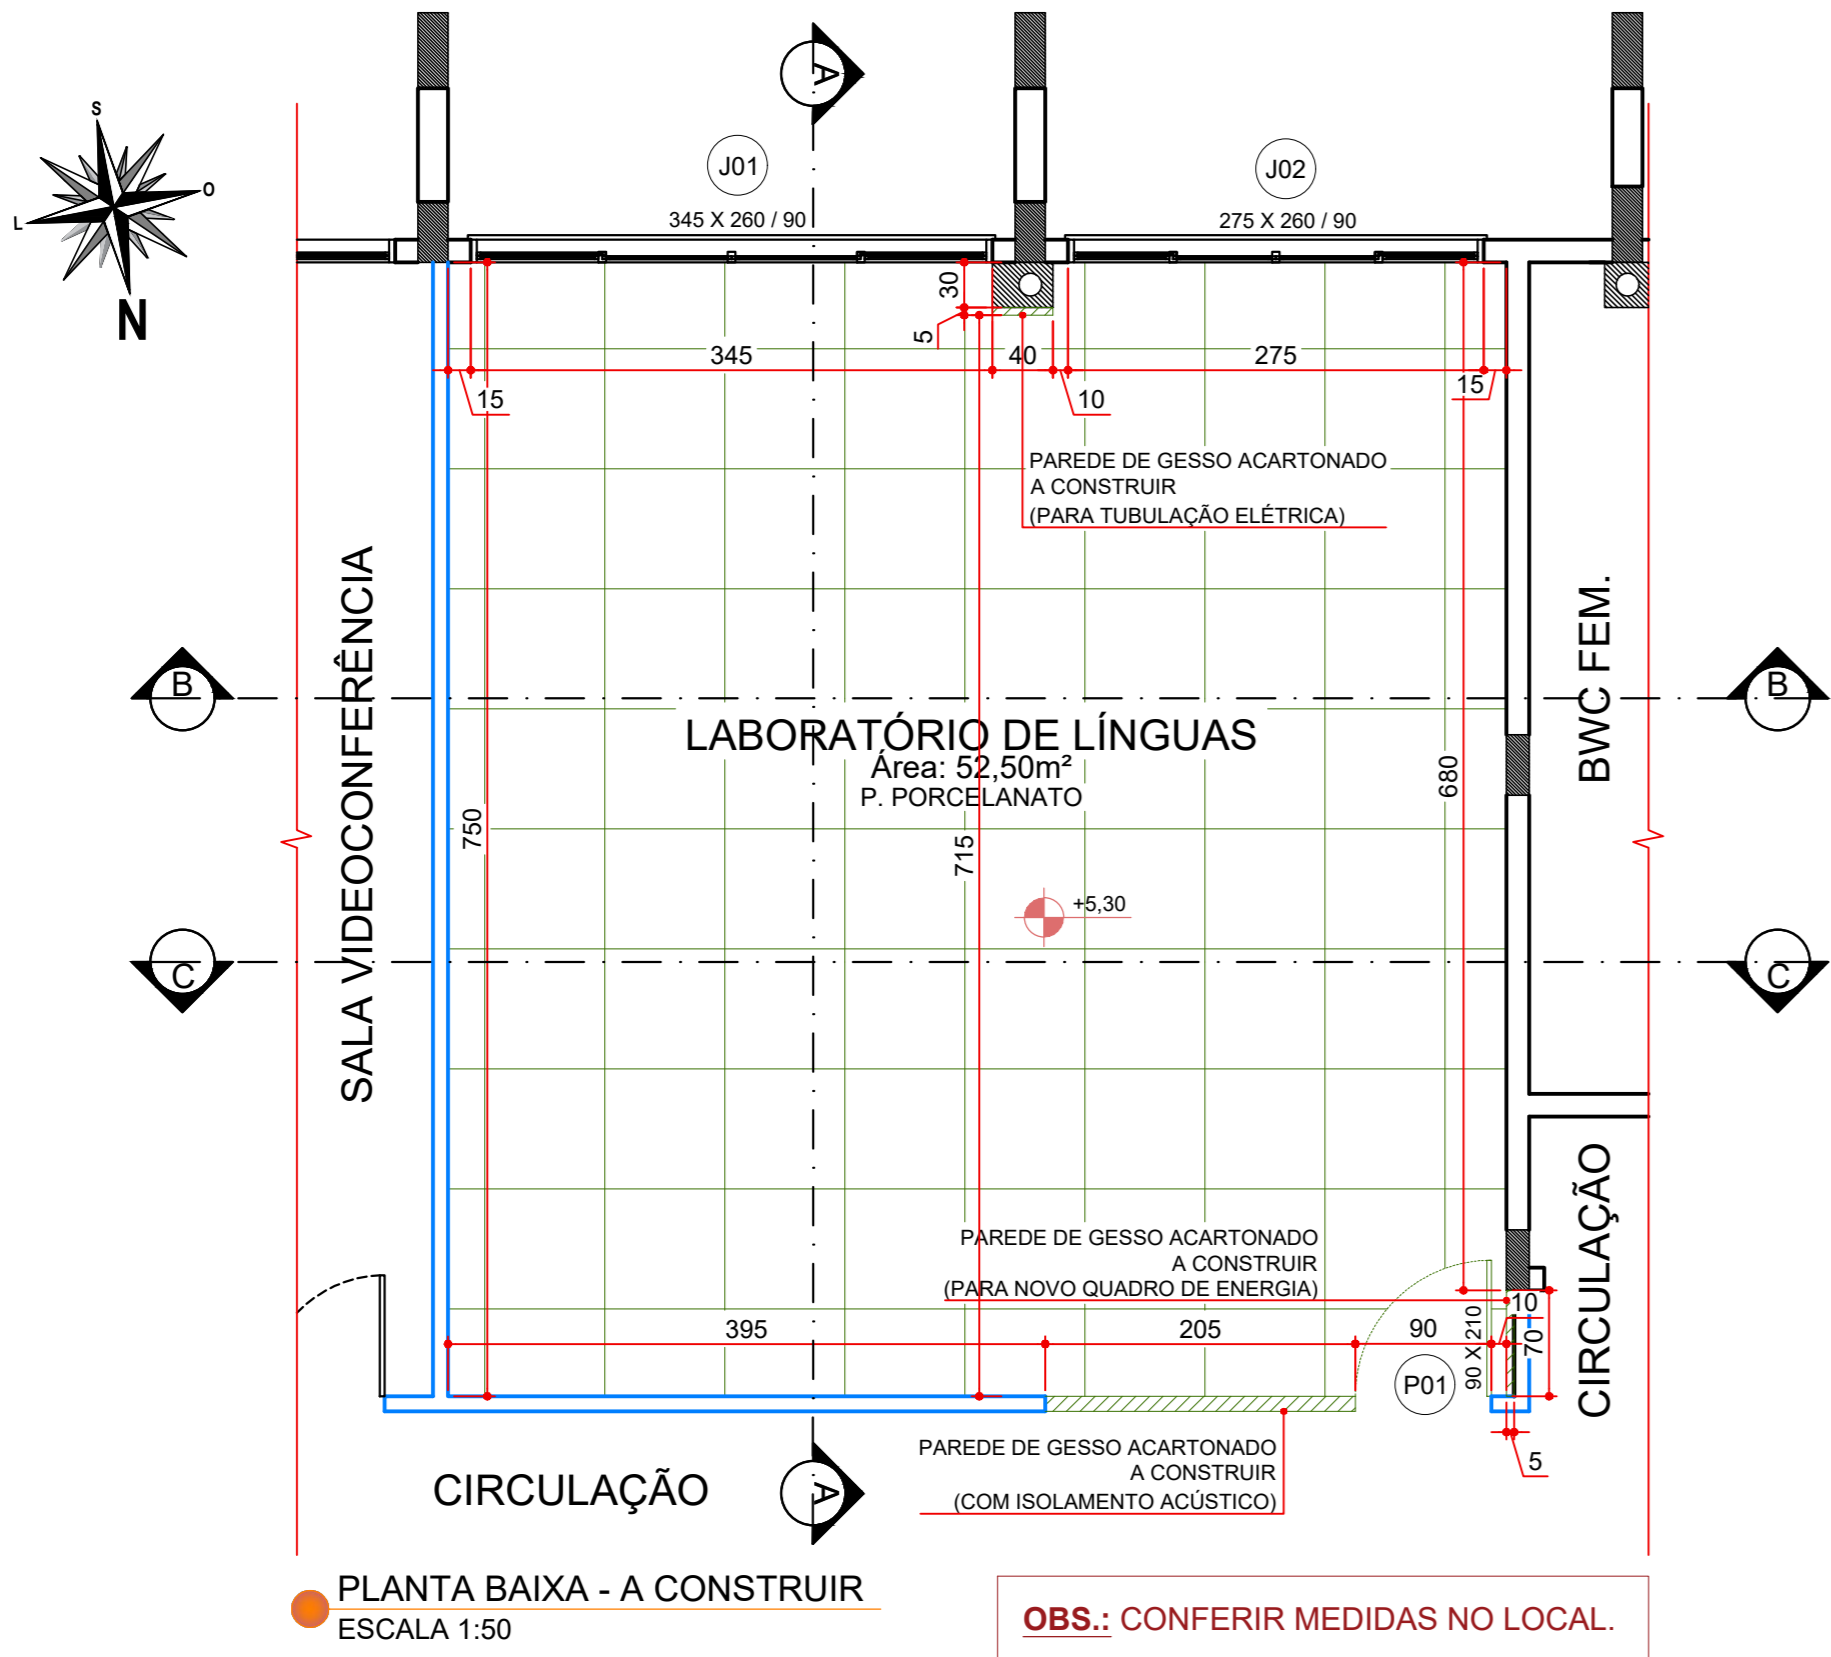 A
S
O
L
N
J01
345 X 260 / 90
J02
275 X 260 / 90
30
5
345
40
275
15
10
15
PAREDE DE GESSO ACARTONADO
A CONSTRUIR
(PARA TUBULAÇÃO ELÉTRICA)
SALA VIDEOCONFERÊNCIA
BWC FEM.
B
B
LABORATÓRIO DE LÍNGUAS
Área: 52,50m²
P. PORCELANATO
750
715
680
+5,30
C
C
CIRCULAÇÃO
PAREDE DE GESSO ACARTONADO
A CONSTRUIR
(PARA NOVO QUADRO DE ENERGIA)
10
395
205
90
90 X 210
70
P01
5
PAREDE DE GESSO ACARTONADO
A CONSTRUIR
(COM ISOLAMENTO ACÚSTICO)
CIRCULAÇÃO
A
PLANTA BAIXA - A CONSTRUIR
ESCALA 1:50
OBS.: CONFERIR MEDIDAS NO LOCAL.